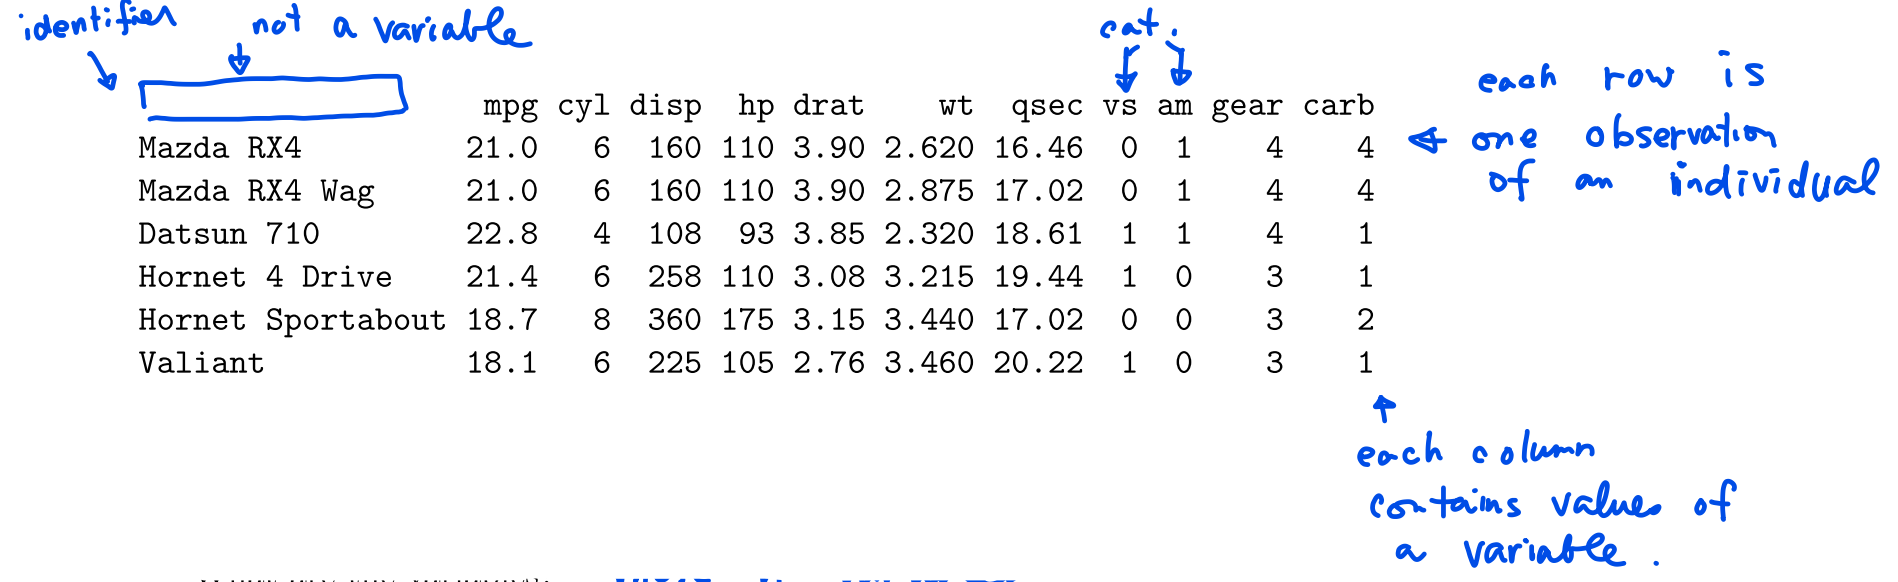 identifier not a variable cat.
mpg cyl disp hp drat wt qsec vs am gear carb
Mazda RX4 21.0 6 160 110 3.90 2.620 16.46 0 1 4 4
Mazda RX4 Wag 21.0 6 160 110 3.90 2.875 17.02 0 1 4 4
Datsun 710 22.8 4 108 93 3.85 2.320 18.61 1 1 4 1
Hornet 4 Drive 21.4 6 258 110 3.08 3.215 19.44 1 0 3 1
Hornet Sportabout 18.7 8 360 175 3.15 3.440 17.02 0 0 3 2
Valiant 18.1 6 225 105 2.76 3.460 20.22 1 0 3 1
each row is
one observation
of an individual
each column
contains values of
a variable.